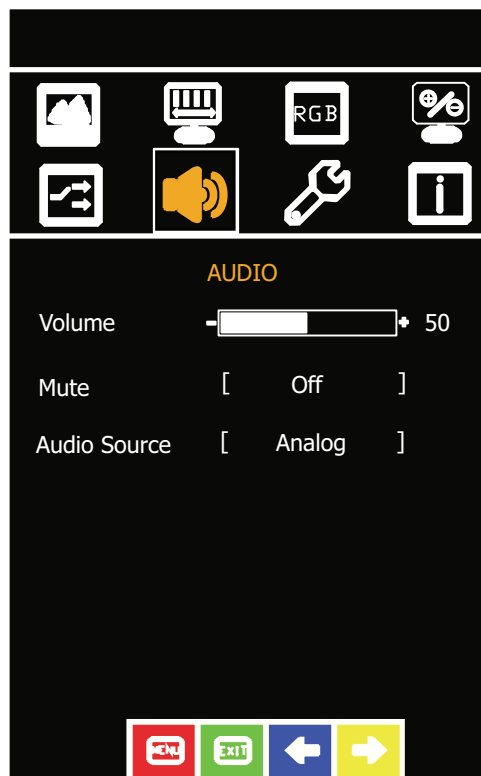 RGB
i
AUDIO
Volume - + 50
Mute [ Off ]
Audio Source [ Analog ]
MENU EXIT